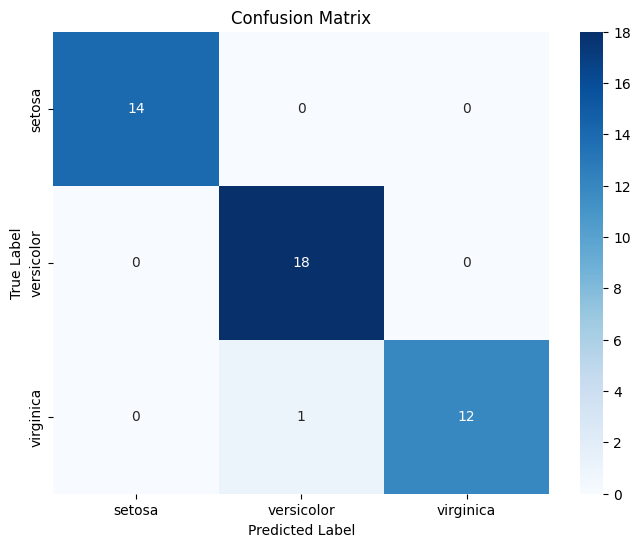 Confusion Matrix
True Label
setosa
14 0 0
versicolor
0 18 0
virginica
0 1 12
setosa versicolor virginica
Predicted Label
18
16
14
12
10
8
6
4
2
0